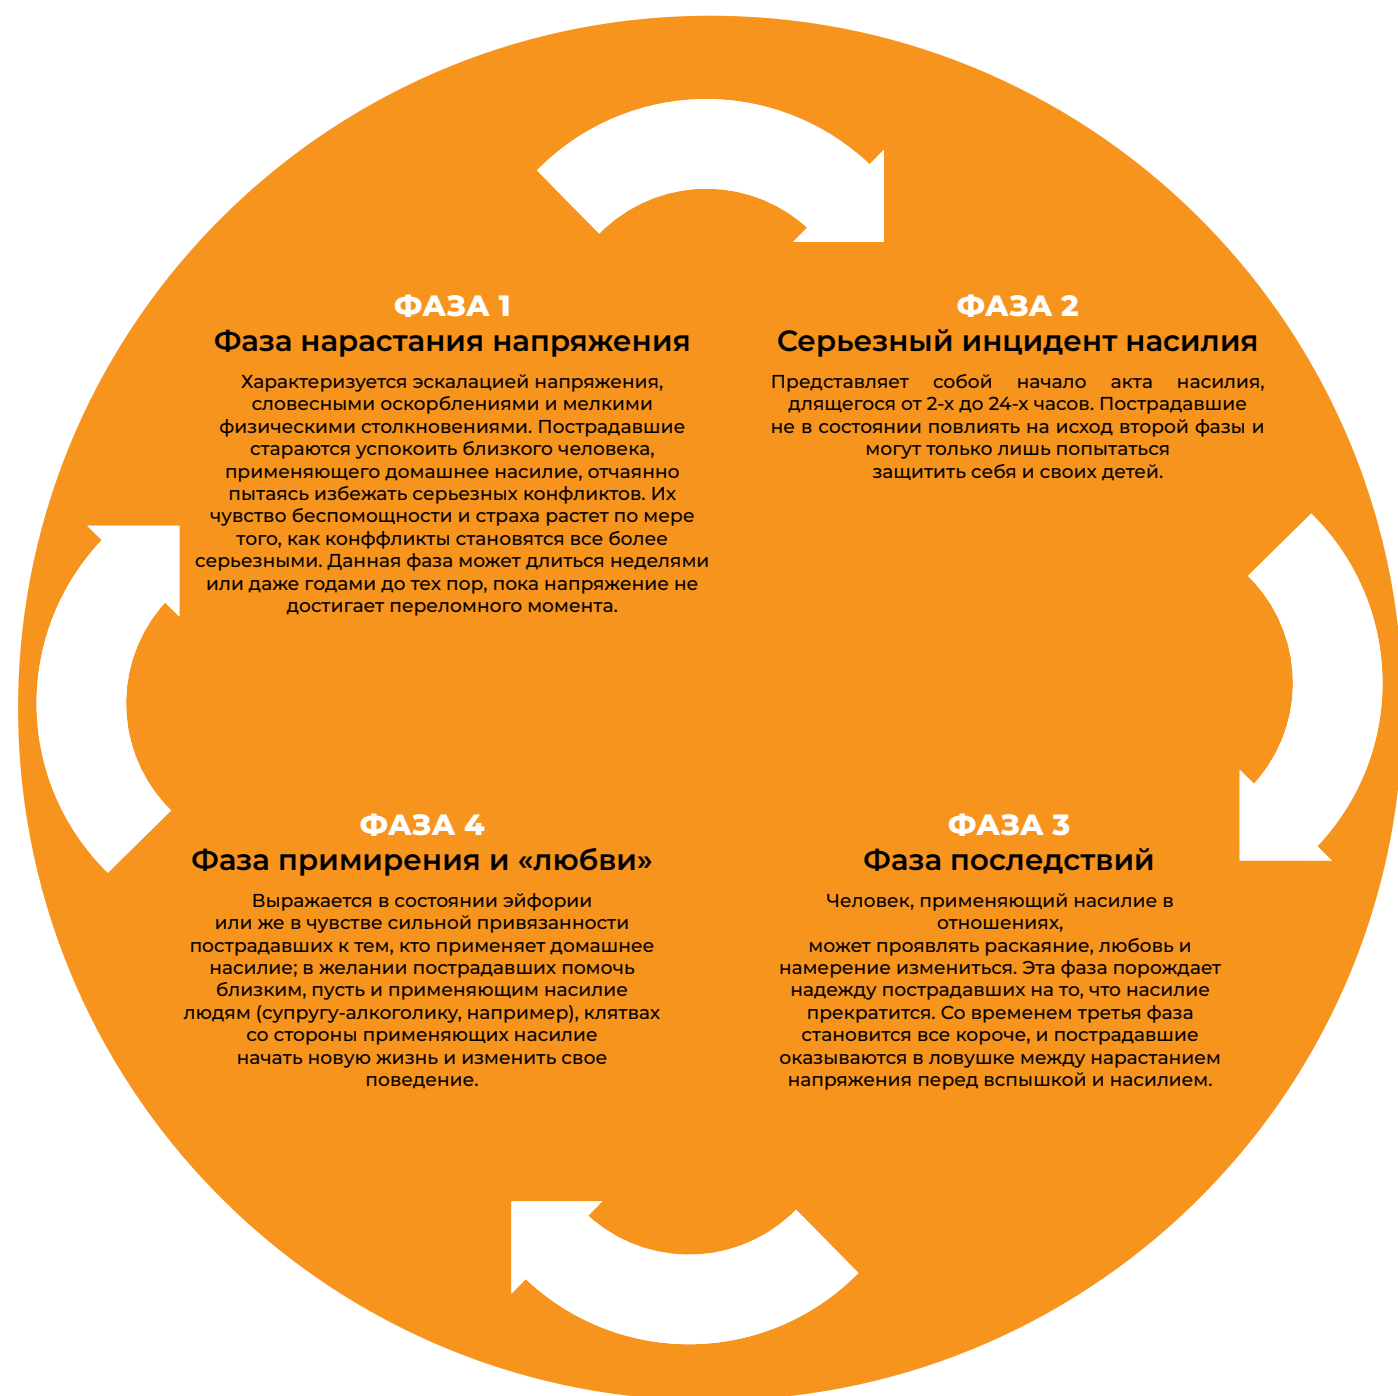 ФАЗА 1
Фаза нарастания напряжения
Характеризуется эскалацией напряжения,
словесными оскорблениями и мелкими
физическими столкновениями. Пострадавшие
стараются успокоить близкого человека,
применяющего домашнее насилие, отчаянно
пытаясь избежать серьезных конфликтов. Их
чувство беспомощности и страха растет по мере
того, как конффликты становятся все более
серьезными. Данная фаза может длиться неделями
или даже годами до тех пор, пока напряжение не
достигает переломного момента.
ФАЗА 2
Серьезный инцидент насилия
Представляет собой начало акта насилия,
длящегося от 2-х до 24-х часов. Пострадавшие
не в состоянии повлиять на исход второй фазы и
могут только лишь попытаться
защитить себя и своих детей.
ФАЗА 3
Фаза последствий
Человек, применяющий насилие в
отношениях,
может проявлять раскаяние, любовь и
намерение измениться. Эта фаза порождает
надежду пострадавших на то, что насилие
прекратится. Со временем третья фаза
становится все короче, и пострадавшие
оказываются в ловушке между нарастанием
напряжения перед вспышкой и насилием.
ФАЗА 4
Фаза примирения и «любви»
Выражается в состоянии эйфории
или же в чувстве сильной привязанности
пострадавших к тем, кто применяет домашнее
насилие; в желании пострадавших помочь
близким, пусть и применяющим насилие
людям (супругу-алкоголику, например), клятвах
со стороны применяющих насилие
начать новую жизнь и изменить свое
поведение.